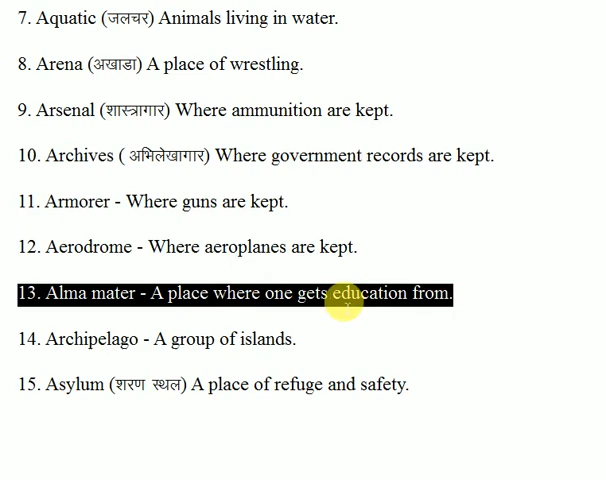 7. Aquatic (जलचर) Animals living in water.
8. Arena (अखाडा) A place of wrestling.
9. Arsenal (शास्त्रागार) Where ammunition are kept.
10. Archives ( अभिलेखागार) Where government records are kept.
11. Armorer - Where guns are kept.
12. Aerodrome - Where aeroplanes are kept.
13. Alma mater - A place where one gets education from.
14. Archipelago - A group of islands.
15. Asylum (शरण स्थल) A place of refuge and safety.